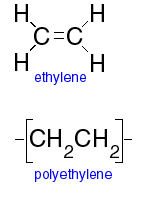 H H
C=C
H H
ethylene
-[CH2CH2]-
polyethylene